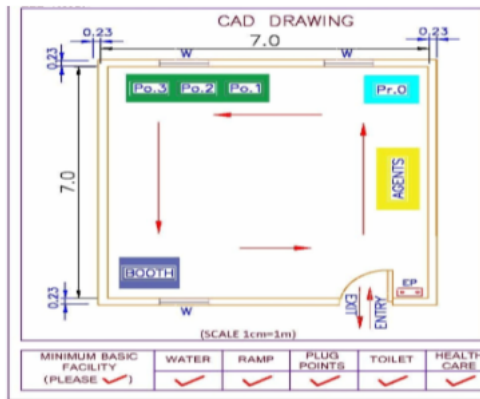 CAD DRAWING
0.23
7.0
0.23
0.23
W
W
Po.3 Po.2 Po.1
Pr.O
7.0
AGENTS
BOOTH
EP
0.23
W
EXIT
ENTRY
(SCALE 1cm=1m)
MINIMUM BASIC FACILITY (PLEASE ✓)
WATER
RAMP
PLUG POINTS
TOILET
HEALTH CARE